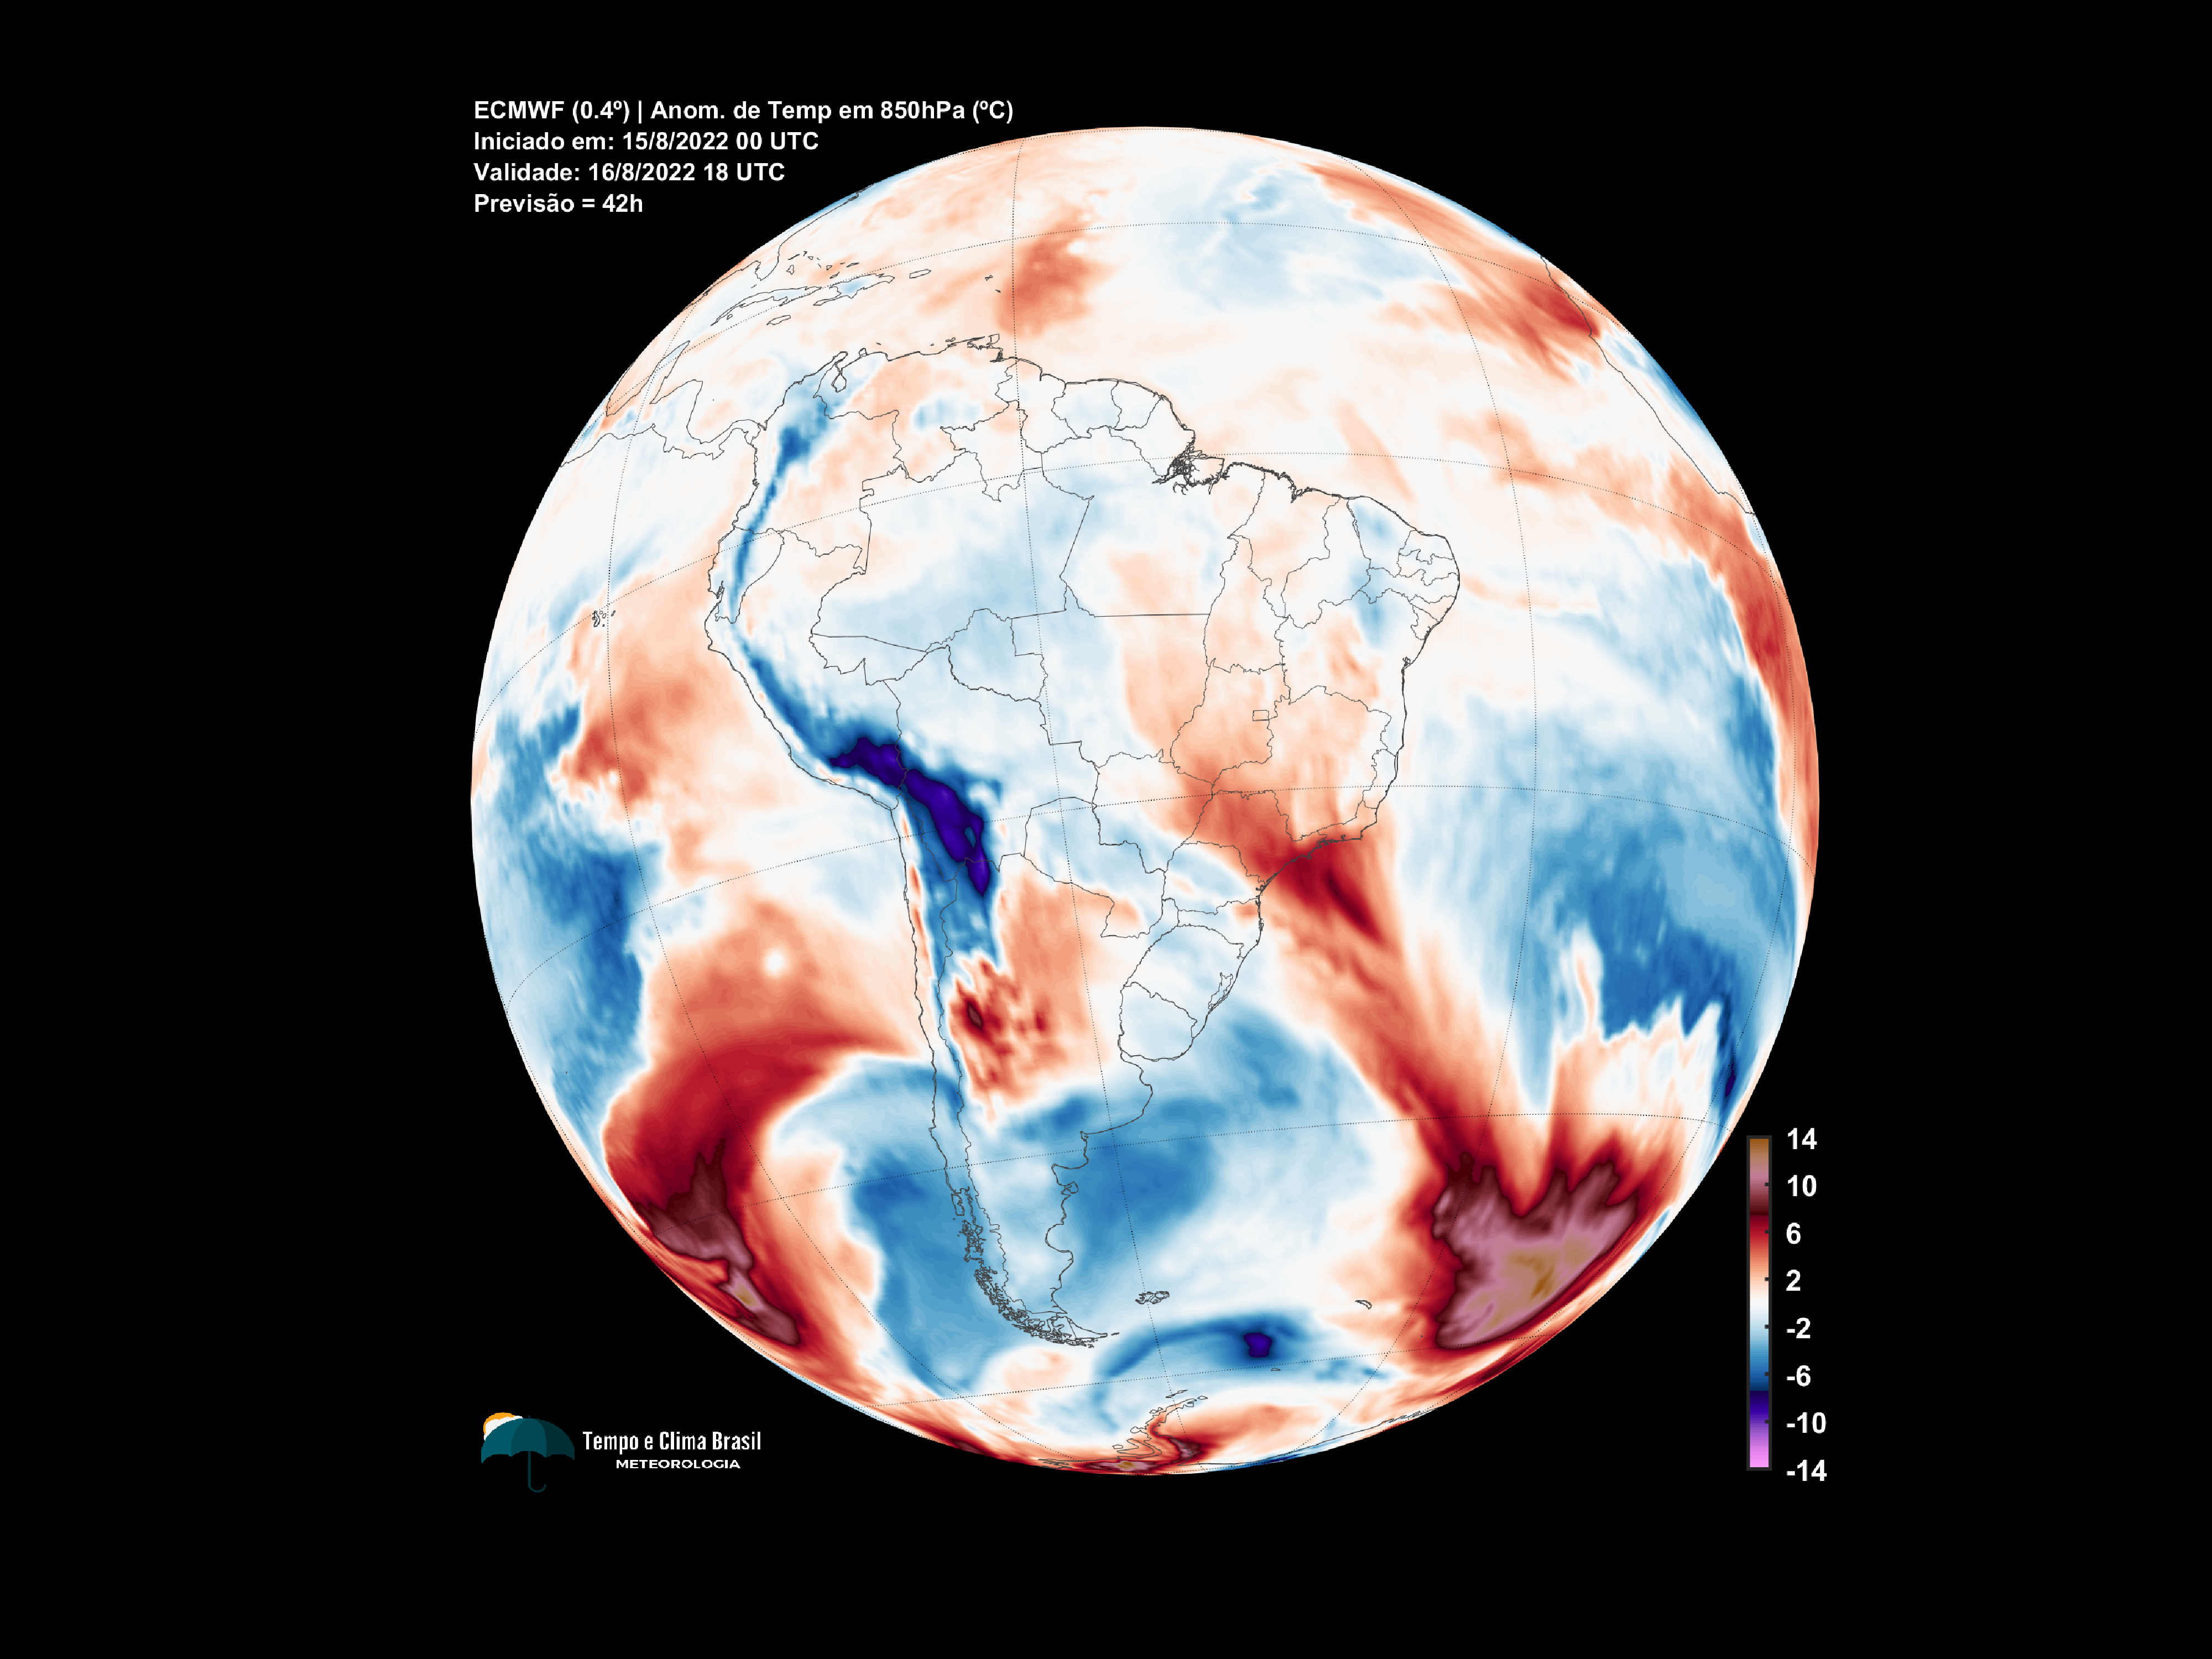 ECMWF (0.4º) | Anom. de Temp em 850hPa (ºC)
Iniciado em: 15/8/2022 00 UTC
Validade: 16/8/2022 18 UTC
Previsão = 42h
14
10
6
2
-2
-6
-10
-14
Tempo e Clima Brasil
METEOROLOGIA